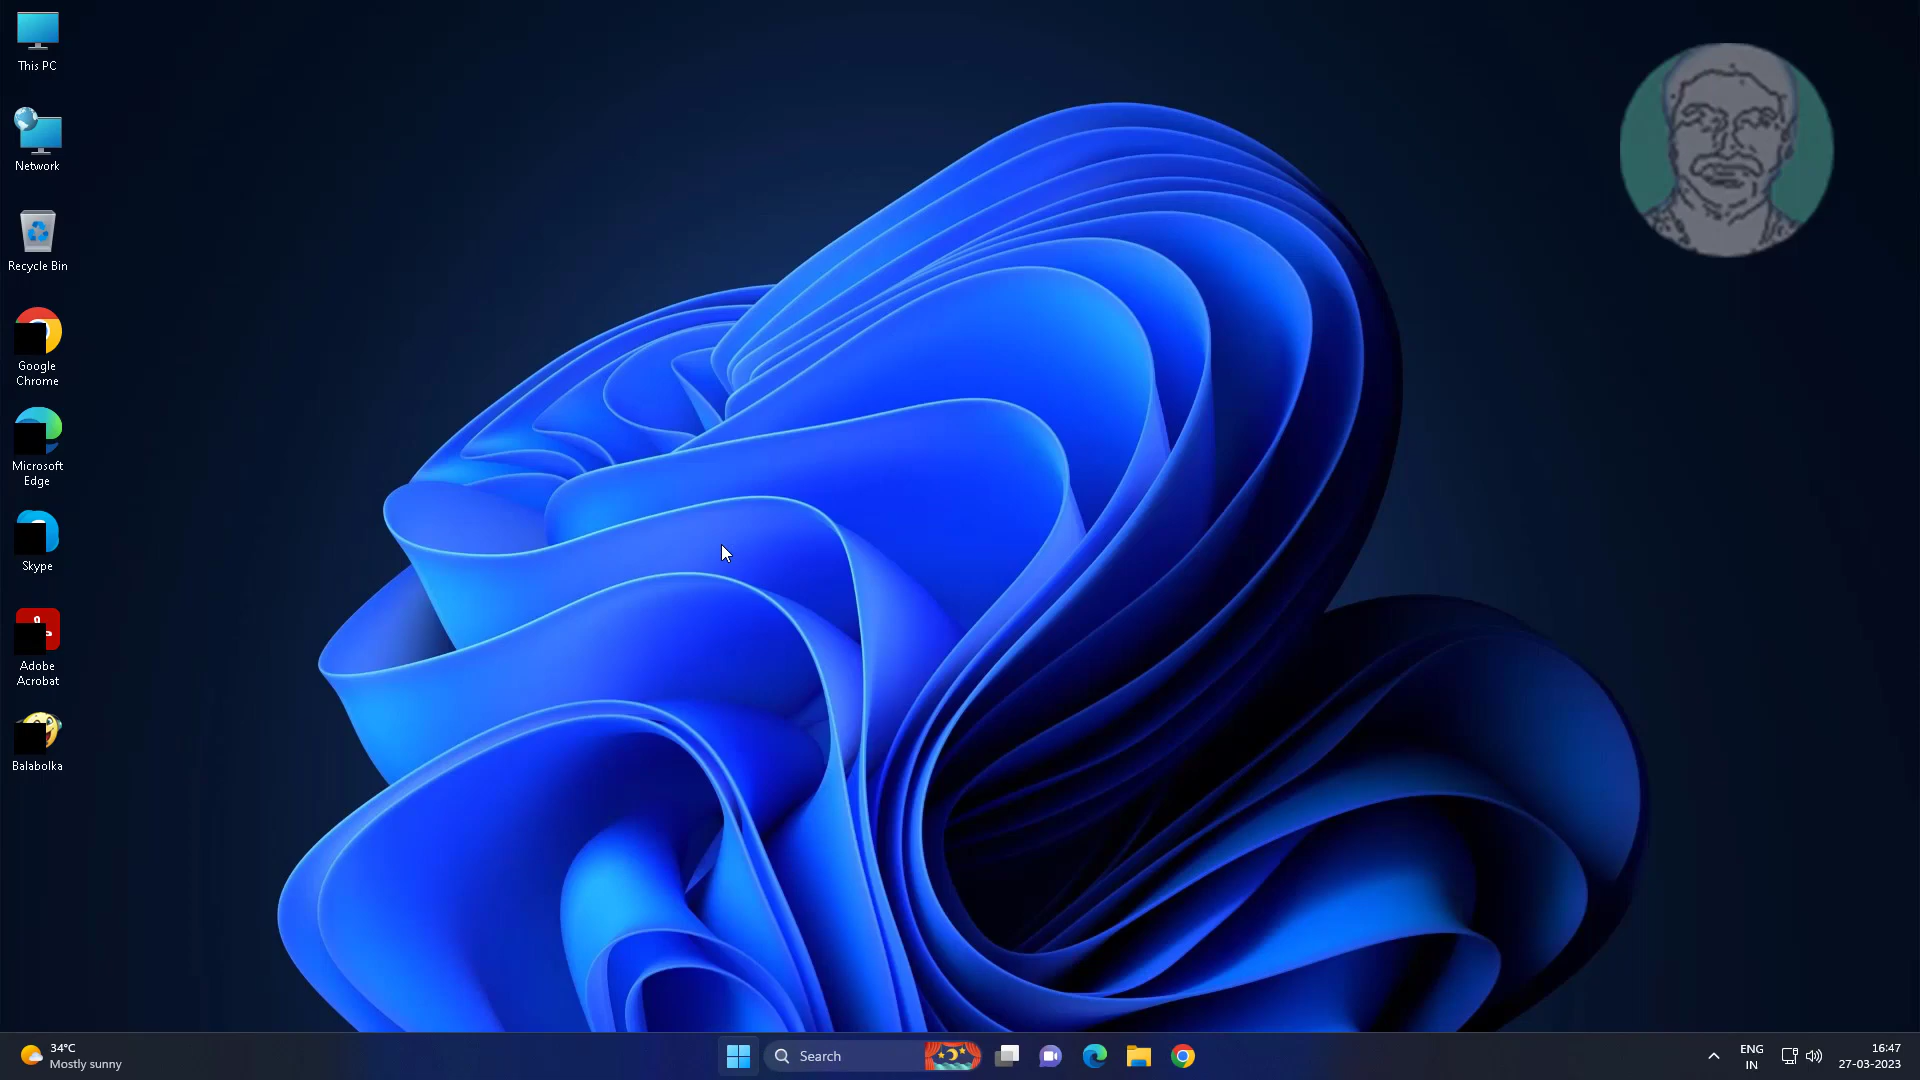 This PC
Network
Recycle Bin
Google
Chrome
Microsoft
Edge
Skype
Adobe
Acrobat
Balabolka
34°C
Mostly sunny
Search
ENG
IN
16:47
27-03-2023